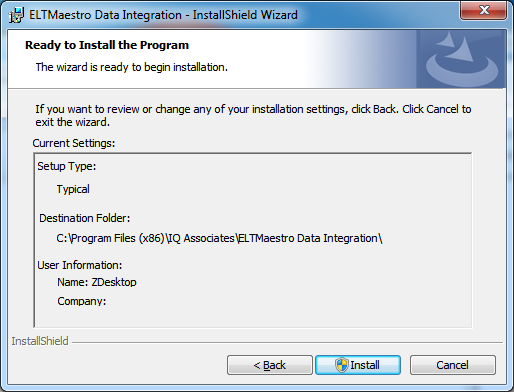 ELTMaestro Data Integration - InstallShield Wizard
Ready to Install the Program
The wizard is ready to begin installation.
If you want to review or change any of your installation settings, click Back. Click Cancel to
exit the wizard.
Current Settings:
Setup Type:
Typical
Destination Folder:
C:\Program Files (x86)\IQ Associates\ELTMaestro Data Integration\
User Information:
Name: ZDesktop
Company:
InstallShield
< Back
Install
Cancel